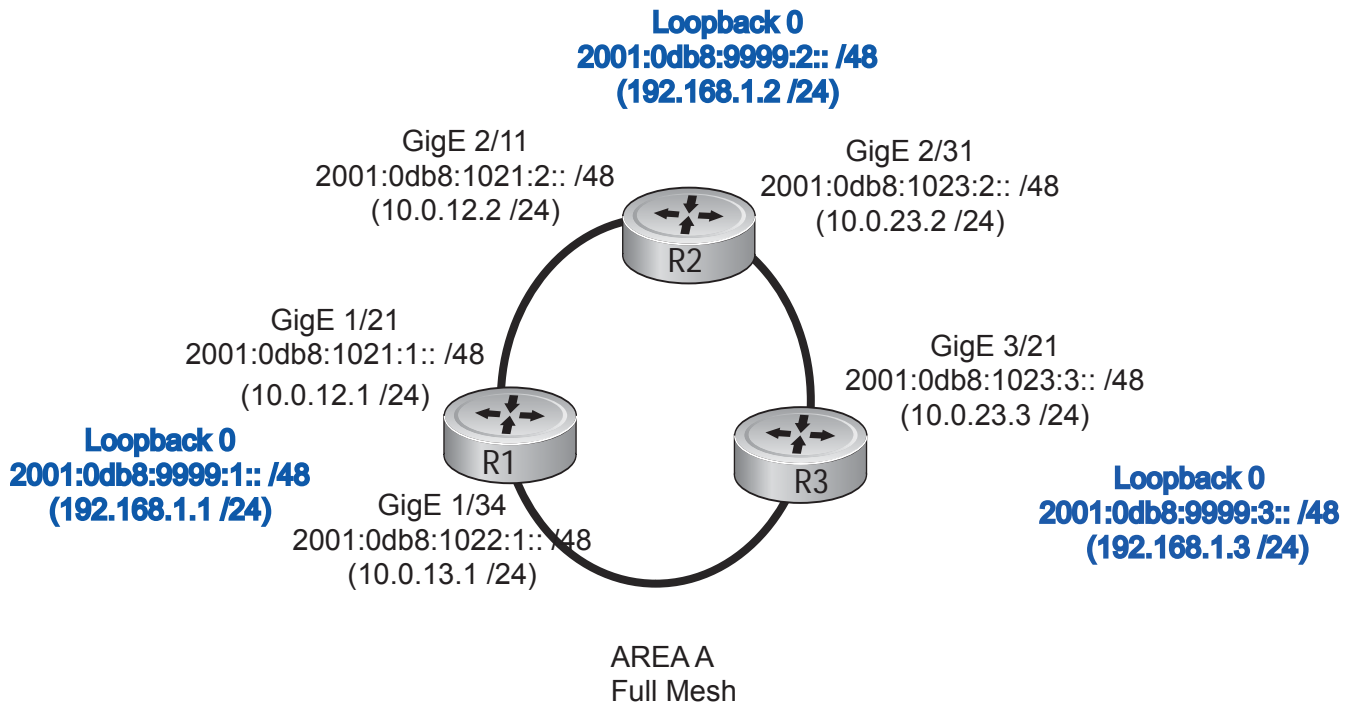 Loopback 0
2001:0db8:9999:2:: /48
(192.168.1.2 /24)
GigE 2/11
2001:0db8:1021:2:: /48
(10.0.12.2 /24)
GigE 2/31
2001:0db8:1023:2:: /48
(10.0.23.2 /24)
R2
GigE 1/21
2001:0db8:1021:1:: /48
(10.0.12.1 /24)
GigE 3/21
2001:0db8:1023:3:: /48
(10.0.23.3 /24)
Loopback 0
2001:0db8:9999:1:: /48
(192.168.1.1 /24)
R1
R3
Loopback 0
2001:0db8:9999:3:: /48
(192.168.1.3 /24)
GigE 1/34
2001:0db8:1022:1:: /48
(10.0.13.1 /24)
AREA A
Full Mesh